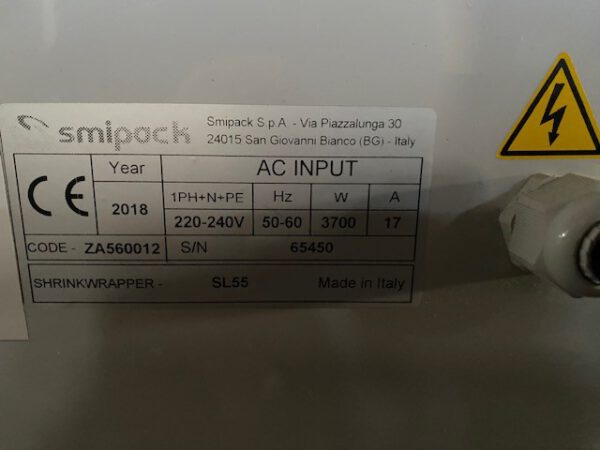 smipack
Smipack S.p.A. - Via Piazzalunga 30
24015 San Giovanni Bianco (BG) - Italy
CE
Year
AC INPUT
2018
1PH+N+PE Hz W A
220-240V 50-60 3700 17
CODE - ZA560012 S/N 65450
SHRINKWRAPPER - SL55 Made in Italy